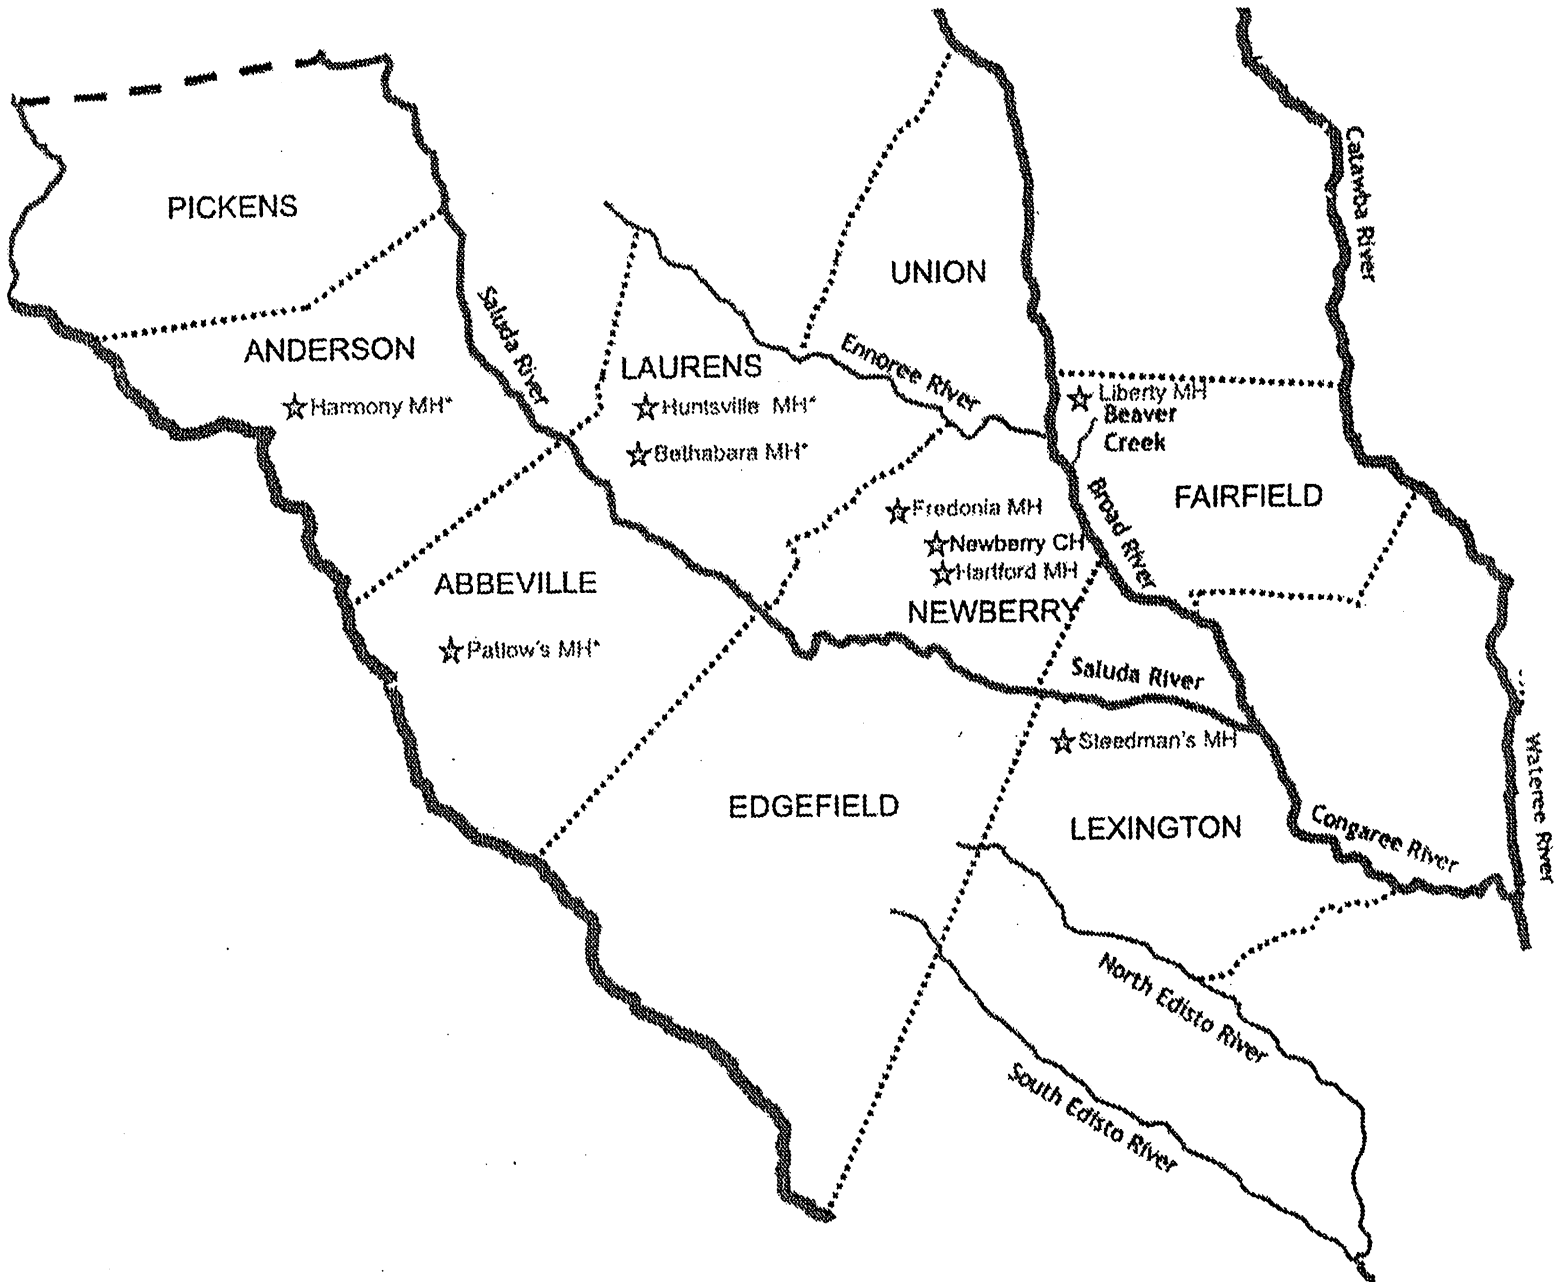 Catawba River
PICKENS
UNION
Saluda River
ANDERSON
LAURENS
Ennoree River
Harmony MH*
Huntsville MH*
Liberty MH
Beaver
Creek
Bethabara MH*
Broad River
FAIRFIELD
Fredonia MH
Newberry CH
Hartford MH
ABBEVILLE
NEWBERRY
Patlow's MH*
Saluda River
Steedman's MH
EDGEFIELD
LEXINGTON
Congaree River
Wateree River
North Edisto River
South Edisto River